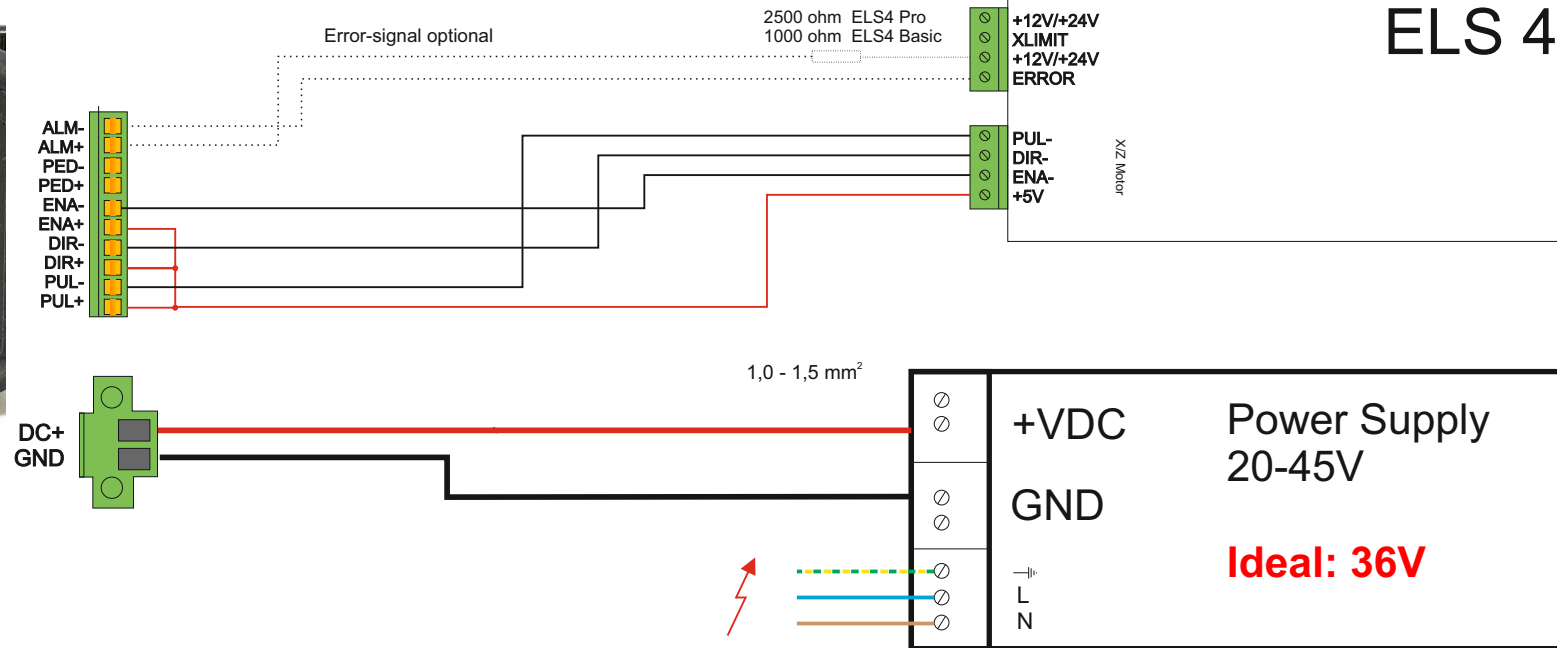 Error-signal optional
2500 ohm ELS4 Pro
1000 ohm ELS4 Basic
+12V/+24V
XLIMIT
+12V/+24V
ERROR
ELS 4
ALM-
ALM+
PED-
PED+
ENA-
ENA+
DIR-
DIR+
PUL-
PUL+
PUL-
DIR-
ENA-
+5V
X/Z Motor
1,0 - 1,5 mm²
DC+
GND
+VDC
GND
L
N
Power Supply
20-45V
Ideal: 36V